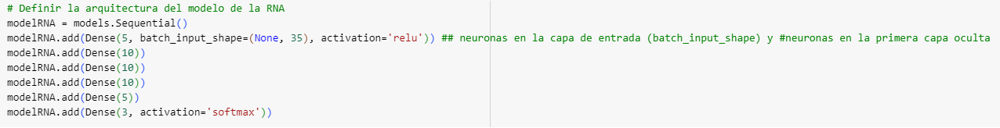 # Definir la arquitectura del modelo de la RNA
modelRNA = models.Sequential()
modelRNA.add(Dense(5, batch_input_shape=(None, 35), activation='relu')) ## neuronas en la capa de entrada (batch_input_shape) y #neuronas en la primera capa oculta
modelRNA.add(Dense(10))
modelRNA.add(Dense(10))
modelRNA.add(Dense(10))
modelRNA.add(Dense(5))
modelRNA.add(Dense(3, activation='softmax'))